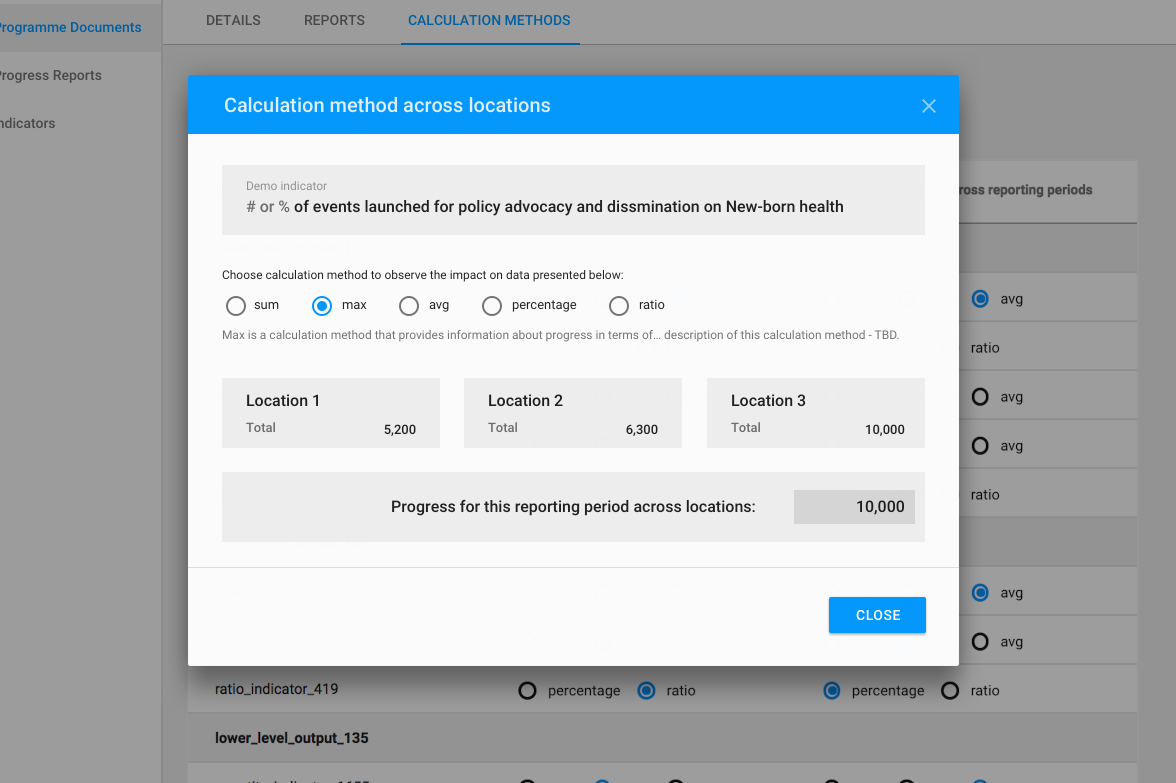 DETAILS REPORTS CALCULATION METHODS
Programme Documents
Progress Reports
Indicators
Calculation method across locations
Demo indicator
# or % of events launched for policy advocacy and dissmination on New-born health
Choose calculation method to observe the impact on data presented below:
sum max avg percentage ratio
Max is a calculation method that provides information about progress in terms of... description of this calculation method - TBD.
Location 1
Total 5,200
Location 2
Total 6,300
Location 3
Total 10,000
Progress for this reporting period across locations: 10,000
CLOSE
ross reporting periods
avg
ratio
avg
avg
ratio
avg
avg
ratio_indicator_419 percentage ratio percentage ratio
lower_level_output_135